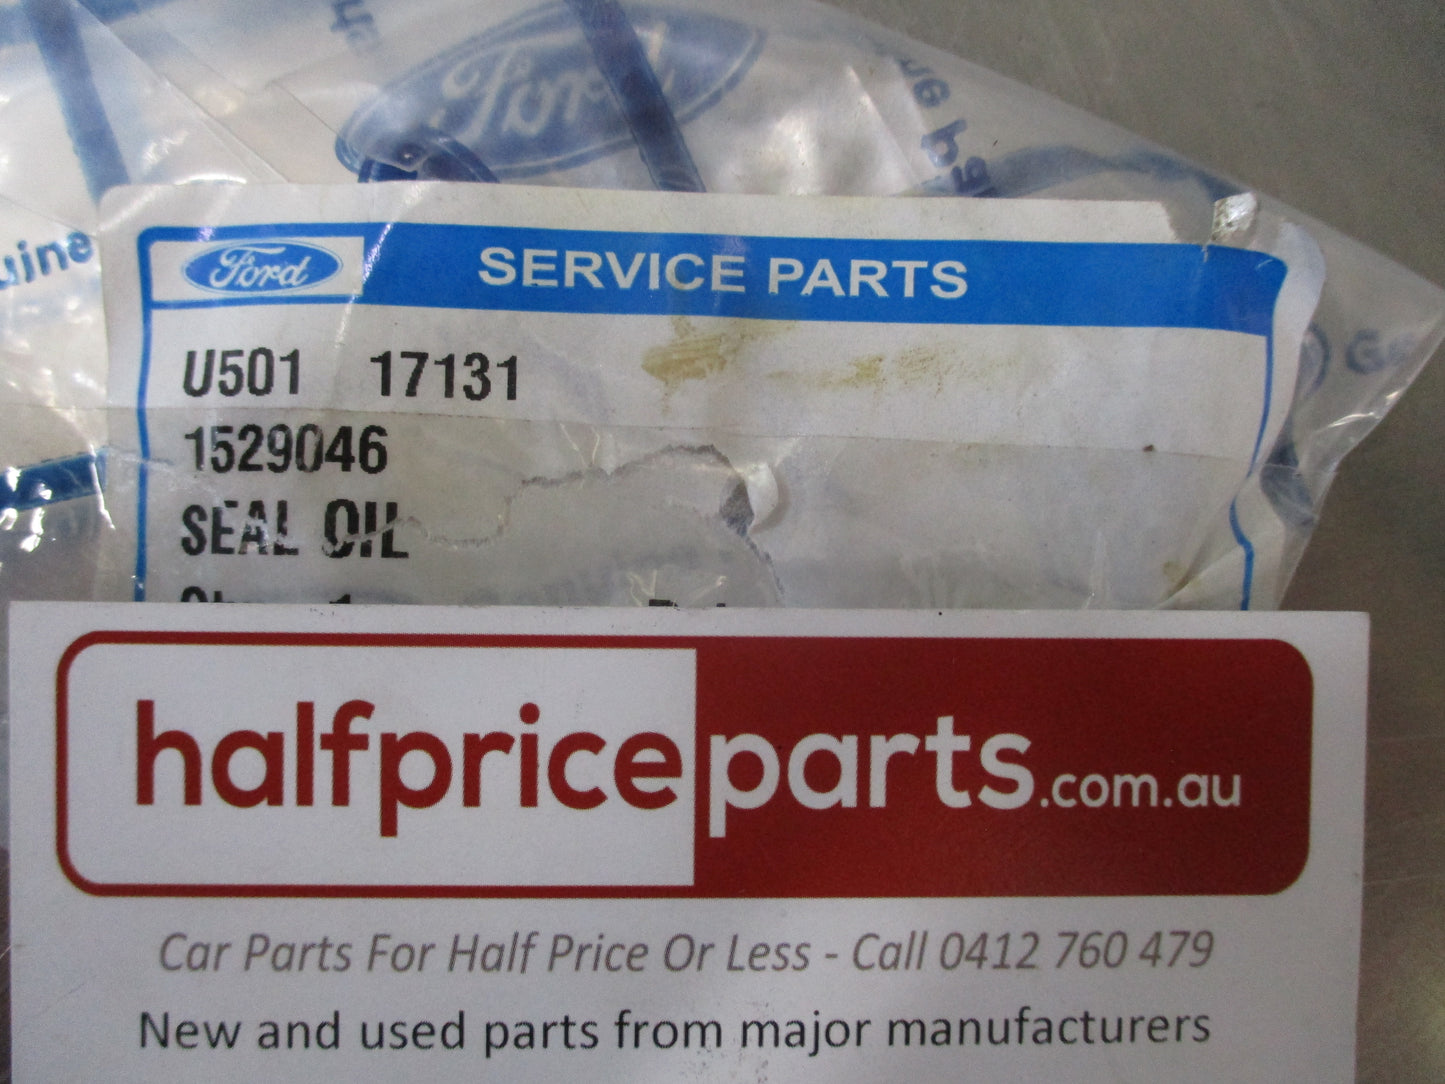 Ford
Ford SERVICE PARTS
U501 17131
1529046
SEAL OIL
halfpriceparts.com.au
Car Parts For Half Price Or Less - Call 0412 760 479
New and used parts from major manufacturers